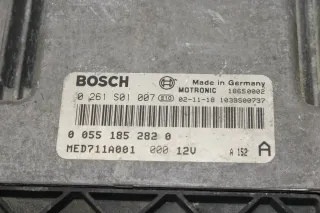 BOSCH Made in Germany
MOTRONIC 10650002
0 261 S01 007 02-11-18 1039S00737
0 055 185 282 0
MED711A001 000 12V A 152 A